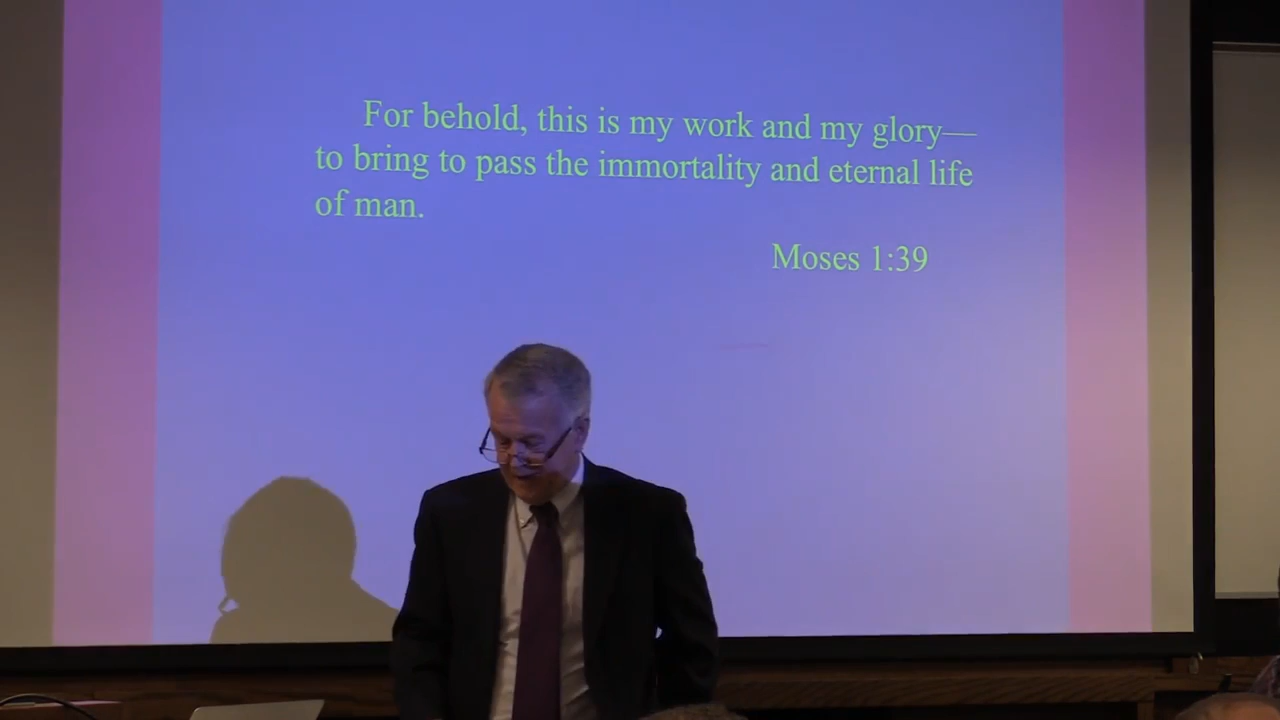 For behold, this is my work and my glory—
to bring to pass the immortality and eternal life
of man.
Moses 1:39